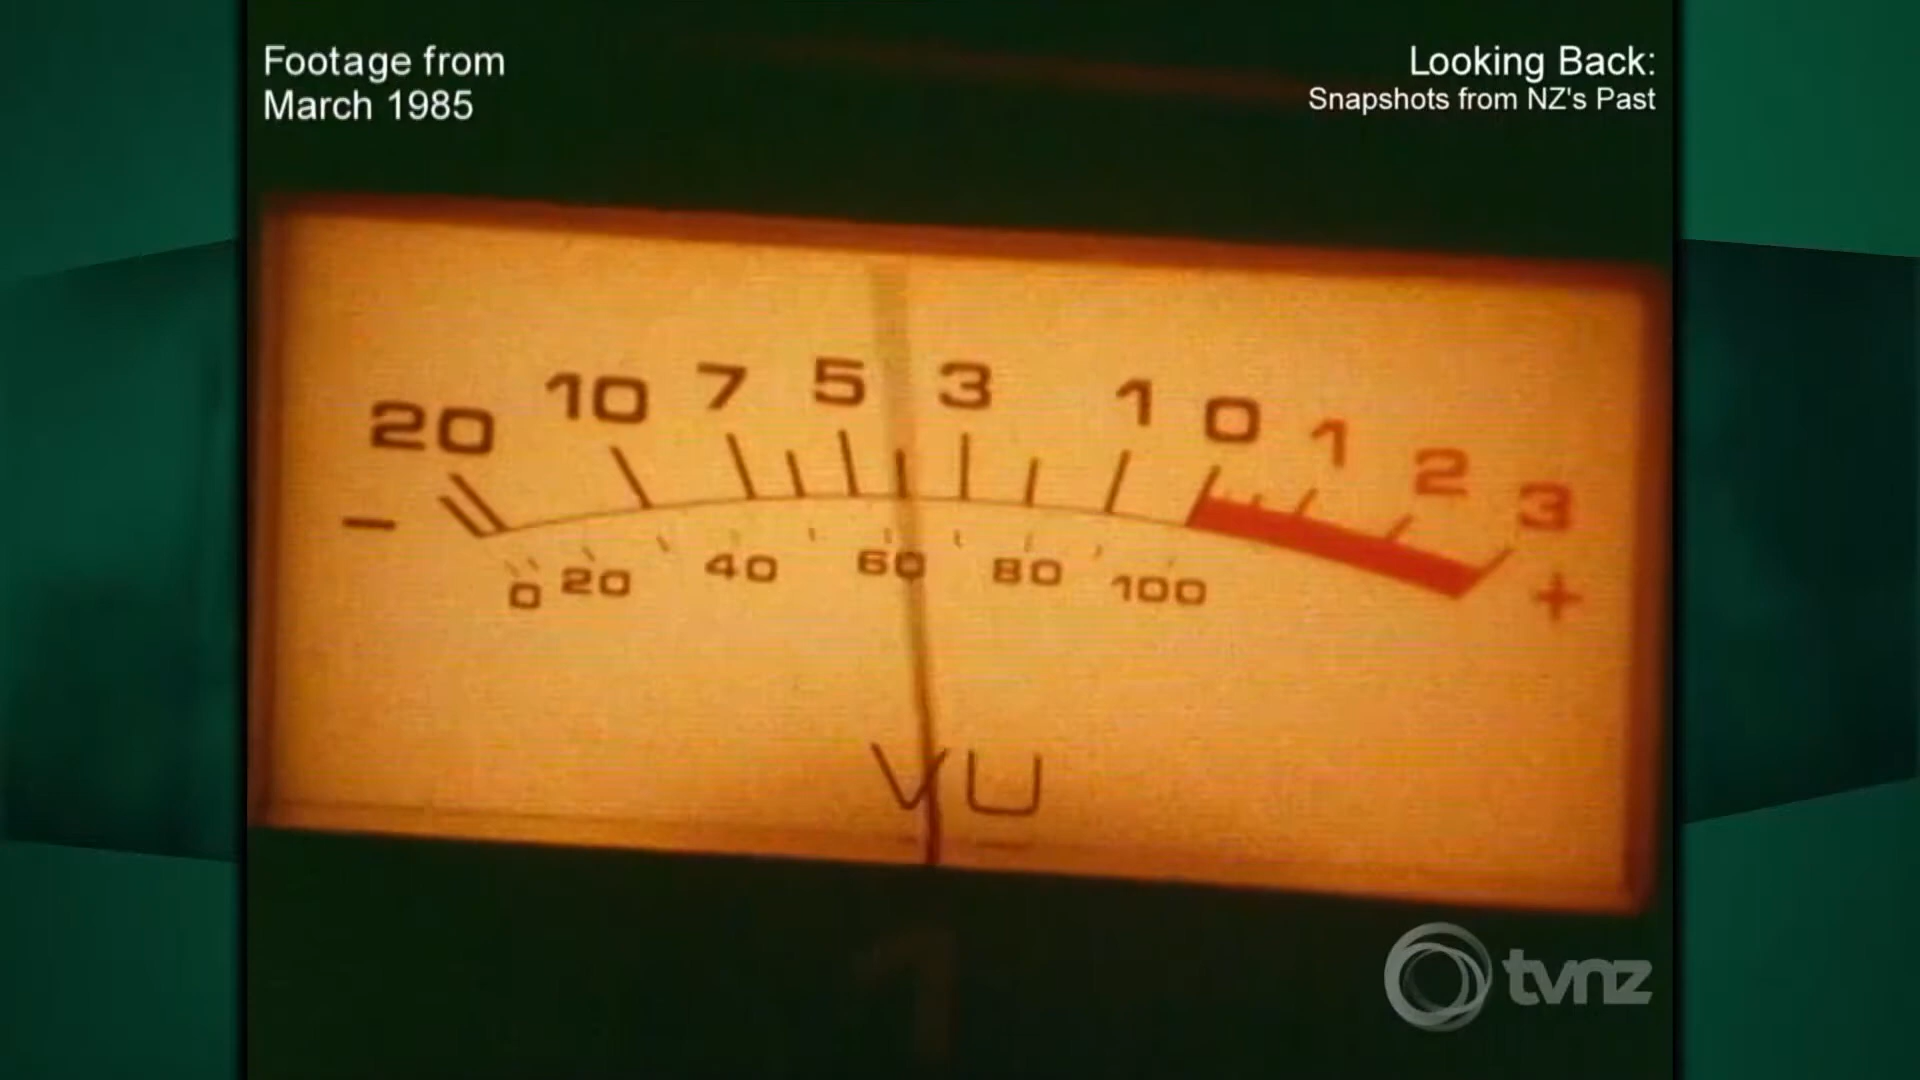 Footage from
March 1985
Looking Back:
Snapshots from NZ's Past
20 10 7 5 3 1 0 1 2 3
- +
0 20 40 60 80 100
VU
1
tvnz